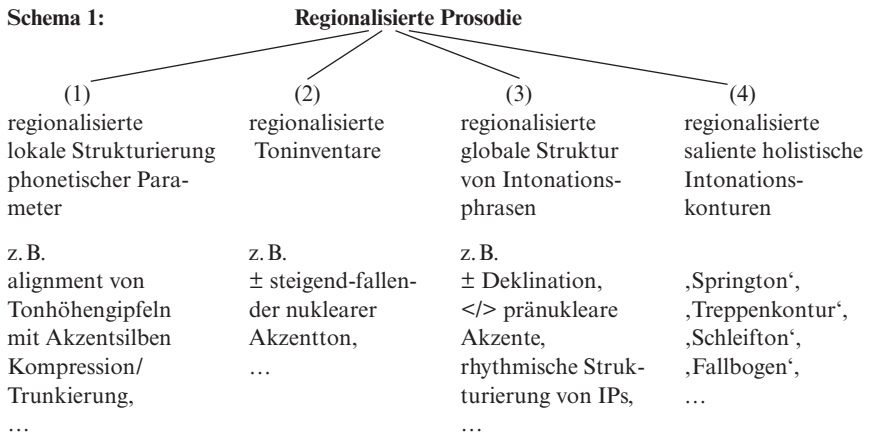 Schema 1: Regionalisierte Prosodie
(1)
regionalisierte
lokale Strukturierung
phonetischer Para-
meter
z. B.
alignment von
Tonhöhengipfeln
mit Akzentsilben
Kompression/
Trunkierung,
…
(2)
regionalisierte
Toninventare
z. B.
± steigend-fallen-
der nuklearer
Akzentton,
…
(3)
regionalisierte
globale Struktur
von Intonations-
phrasen
z. B.
± Deklination,
</> pränukleare
Akzente,
rhythmische Struk-
turierung von IPs,
…
(4)
regionalisierte
saliente holistische
Intonations-
konturen
‚Springton‘,
‚Treppenkontur‘,
‚Schleifton‘,
‚Fallbogen‘,
…